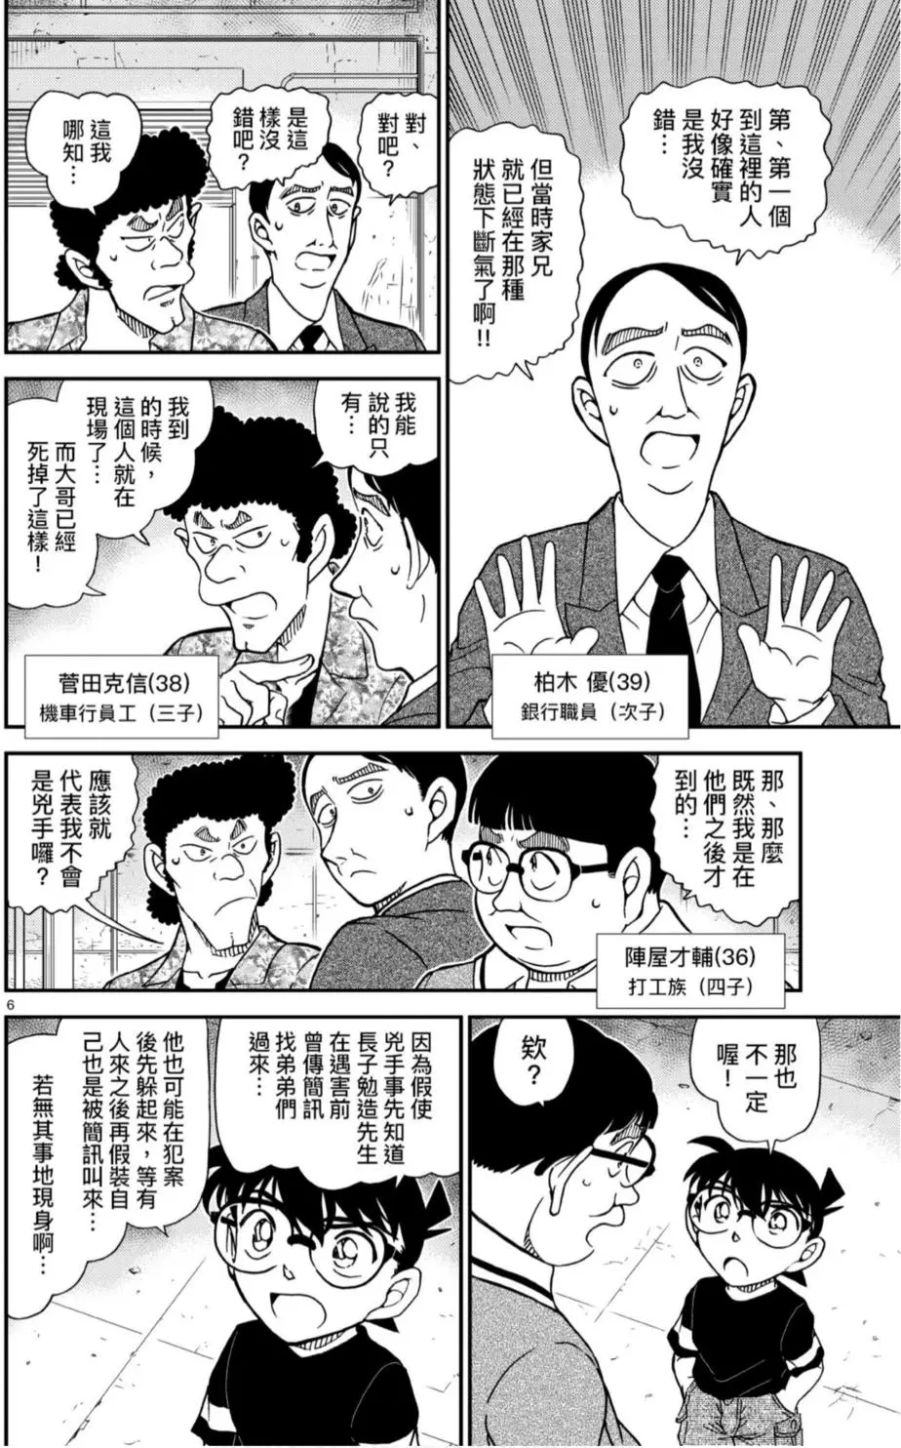 第、第一個
到這裡的人
好像確實
是我沒
錯…
但當時家兄
就已經在那種
狀態下斷氣了啊!!
柏木 優(39)
銀行職員（次子）
對、
對吧？
是這
樣沒
錯吧？
這我
哪知…
我能
說的只
有…
我到
的時候，
這個人就在
現場了…
而大哥已經
死掉了這樣！
菅田克信(38)
機車行員工（三子）
那、那麼
既然我是在
他們之後才
到的…
應該就
代表我不會
是兇手囉？
陣屋才輔(36)
打工族（四子）
6
那也
不一定
喔！
欸？
因為假使
兇手事先知道
長子勉造先生
在遇害前
曾傳簡訊
找弟弟們
過來…
他也可能在犯案
後先躲起來，等有
人來之後再假裝自
己也是被簡訊叫來…
若無其事地現身啊…